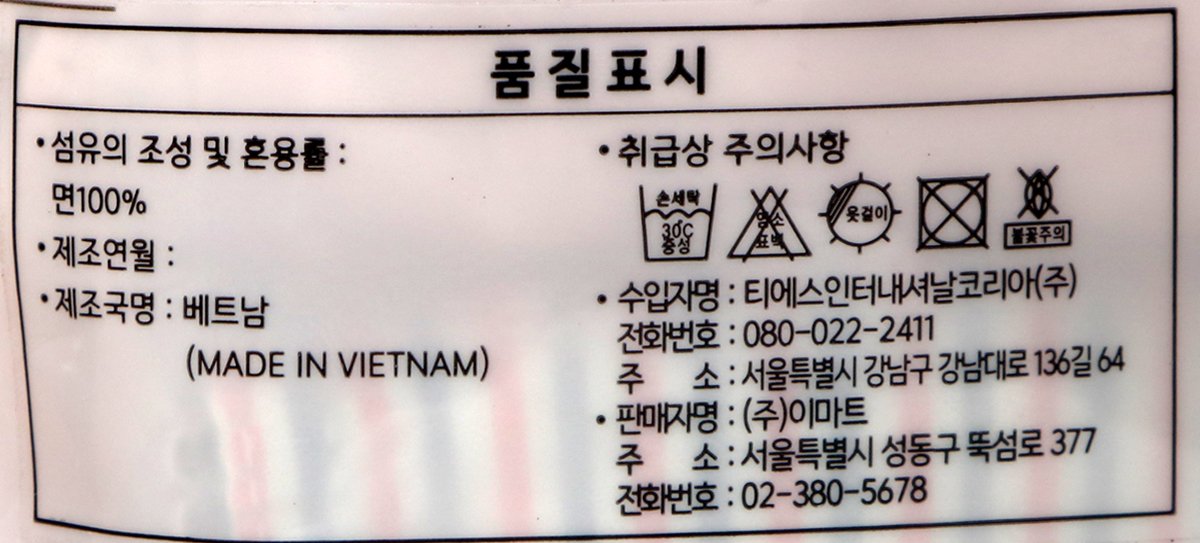 품질표시
• 섬유의 조성 및 혼용률 :
면100%
• 제조연월 :
• 제조국명 : 베트남
(MADE IN VIETNAM)
• 취급상 주의사항
손세탁
30℃
중성
염소
표백
옷걸이
불꽃주의
• 수입자명 : 티에스인터내셔날코리아(주)
전화번호 : 080-022-2411
주 소 : 서울특별시 강남구 강남대로 136길 64
• 판매자명 : (주)이마트
주 소 : 서울특별시 성동구 뚝섬로 377
전화번호 : 02-380-5678